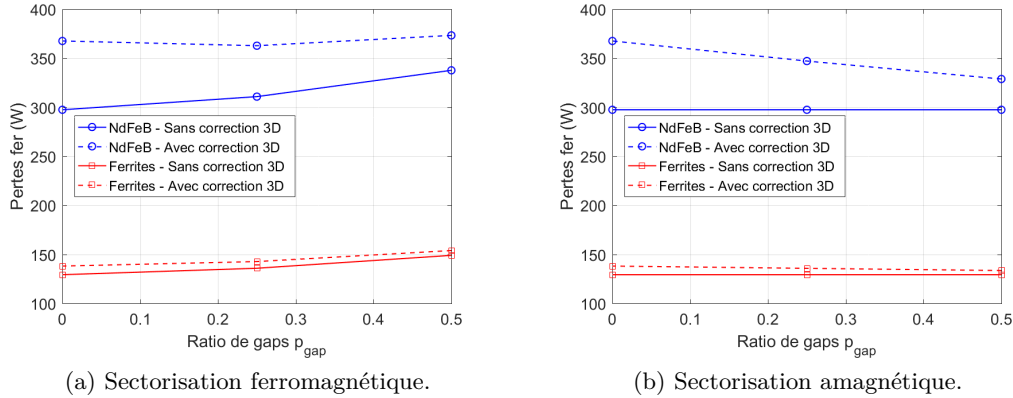 400
350
300
250
200
150
100
Pertes fer (W)
NdFeB - Sans correction 3D
NdFeB - Avec correction 3D
Ferrites - Sans correction 3D
Ferrites - Avec correction 3D
0 0.1 0.2 0.3 0.4 0.5
Ratio de gaps p_gap
(a) Sectorisation ferromagnétique.
400
350
300
250
200
150
100
Pertes fer (W)
NdFeB - Sans correction 3D
NdFeB - Avec correction 3D
Ferrites - Sans correction 3D
Ferrites - Avec correction 3D
0 0.1 0.2 0.3 0.4 0.5
Ratio de gaps p_gap
(b) Sectorisation amagnétique.